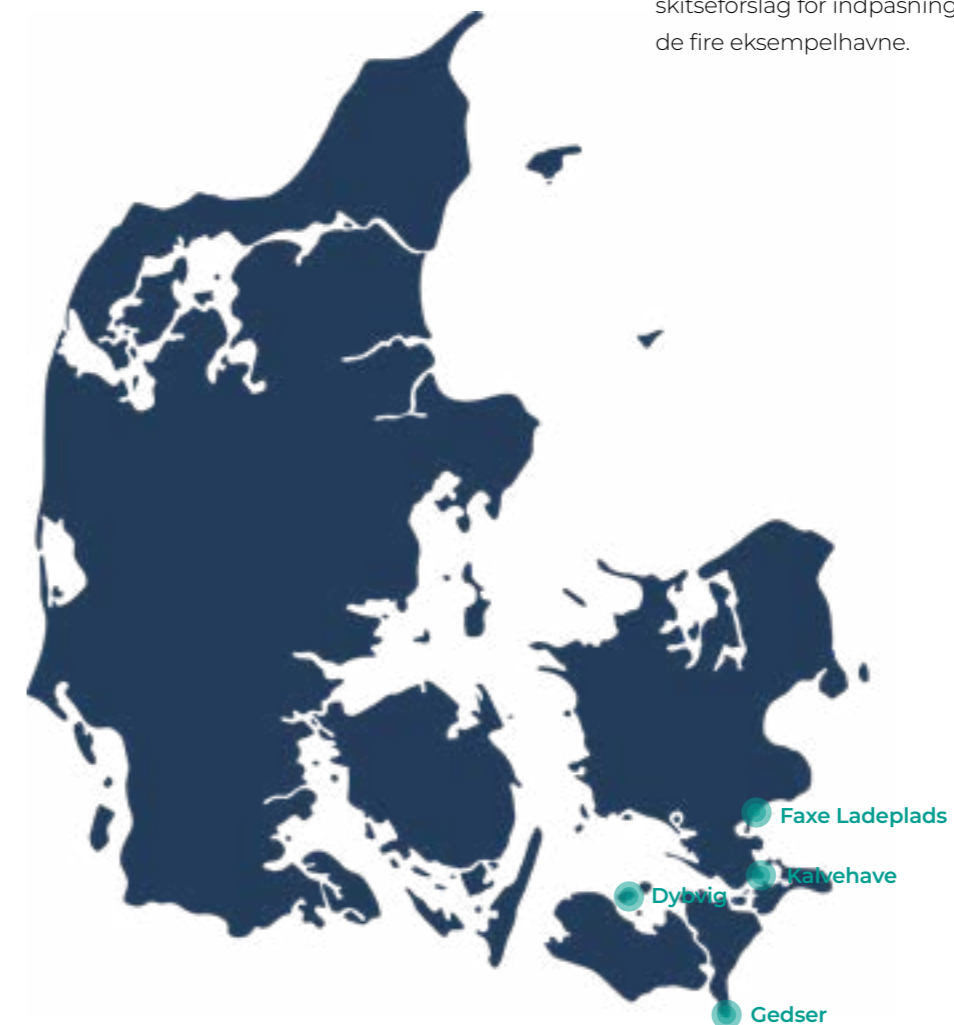 skitseforslag for indpasning
de fire eksempelhavne.
Faxe Ladeplads
Kalvehave
Dybvig
Gedser